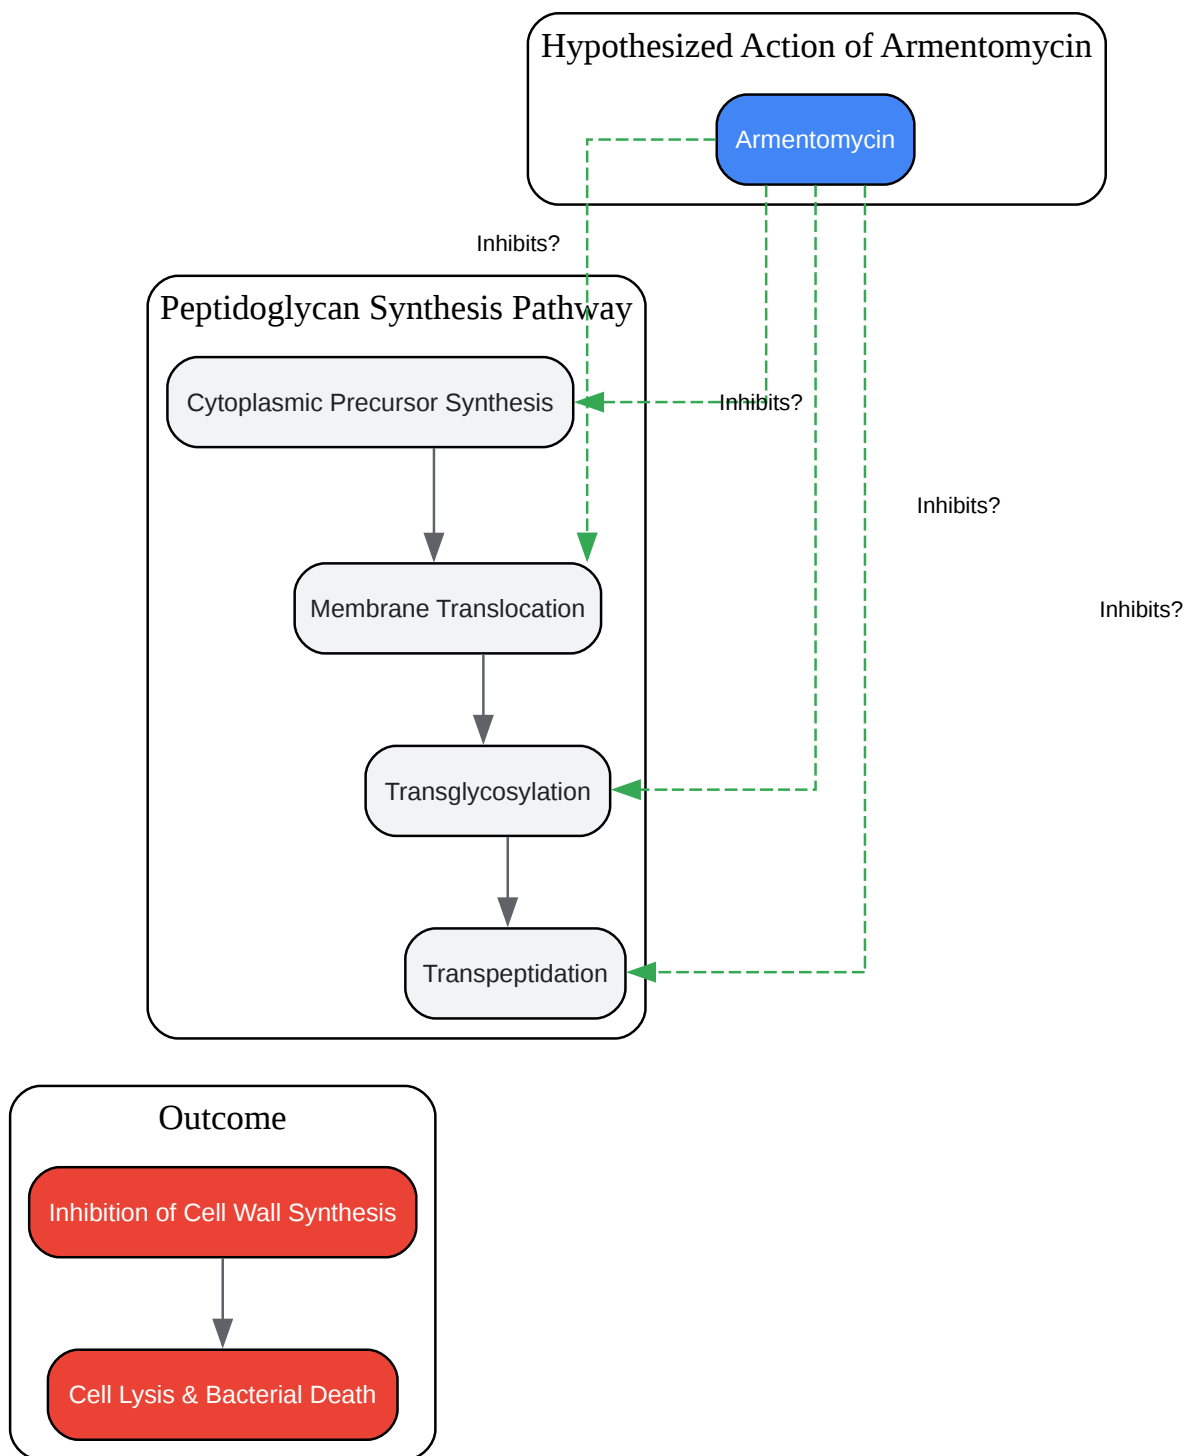 Hypothesized Action of Armentomycin
Armentomycin
Inhibits?
Peptidoglycan Synthesis Pathway
Cytoplasmic Precursor Synthesis
Inhibits?
Inhibits?
Membrane Translocation
Inhibits?
Transglycosylation
Transpeptidation
Outcome
Inhibition of Cell Wall Synthesis
Cell Lysis & Bacterial Death